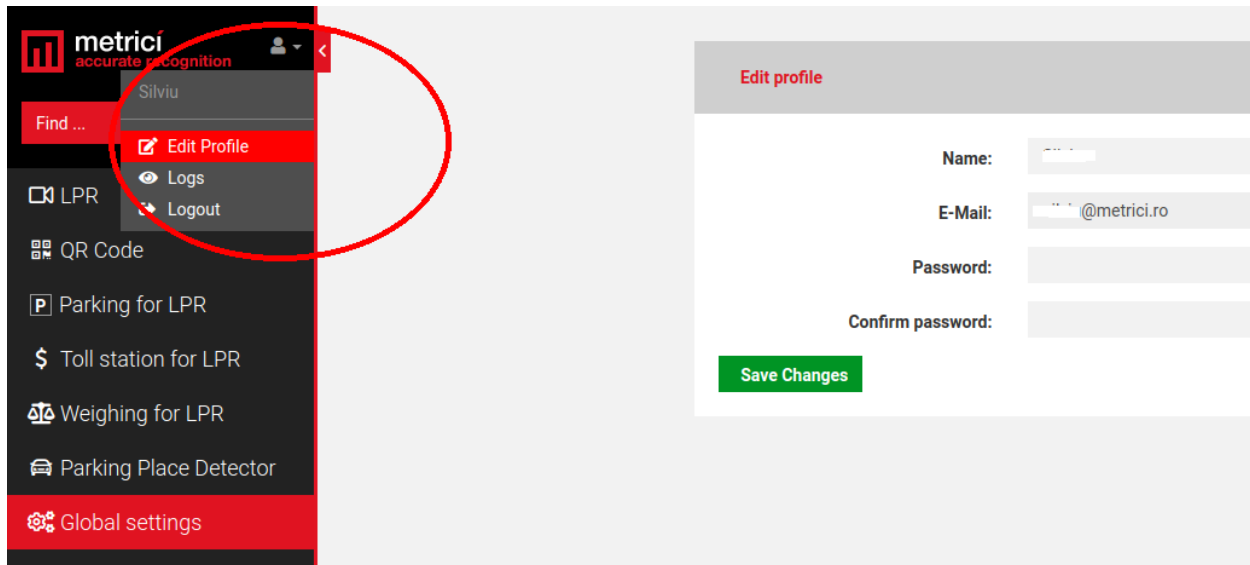 metrici
accurate recognition
Silviu
Find ...
Edit Profile
Logs
Logout
LPR
QR Code
P Parking for LPR
$ Toll station for LPR
Weighing for LPR
Parking Place Detector
Global settings
Edit profile
Name:
E-Mail: @metrici.ro
Password:
Confirm password:
Save Changes